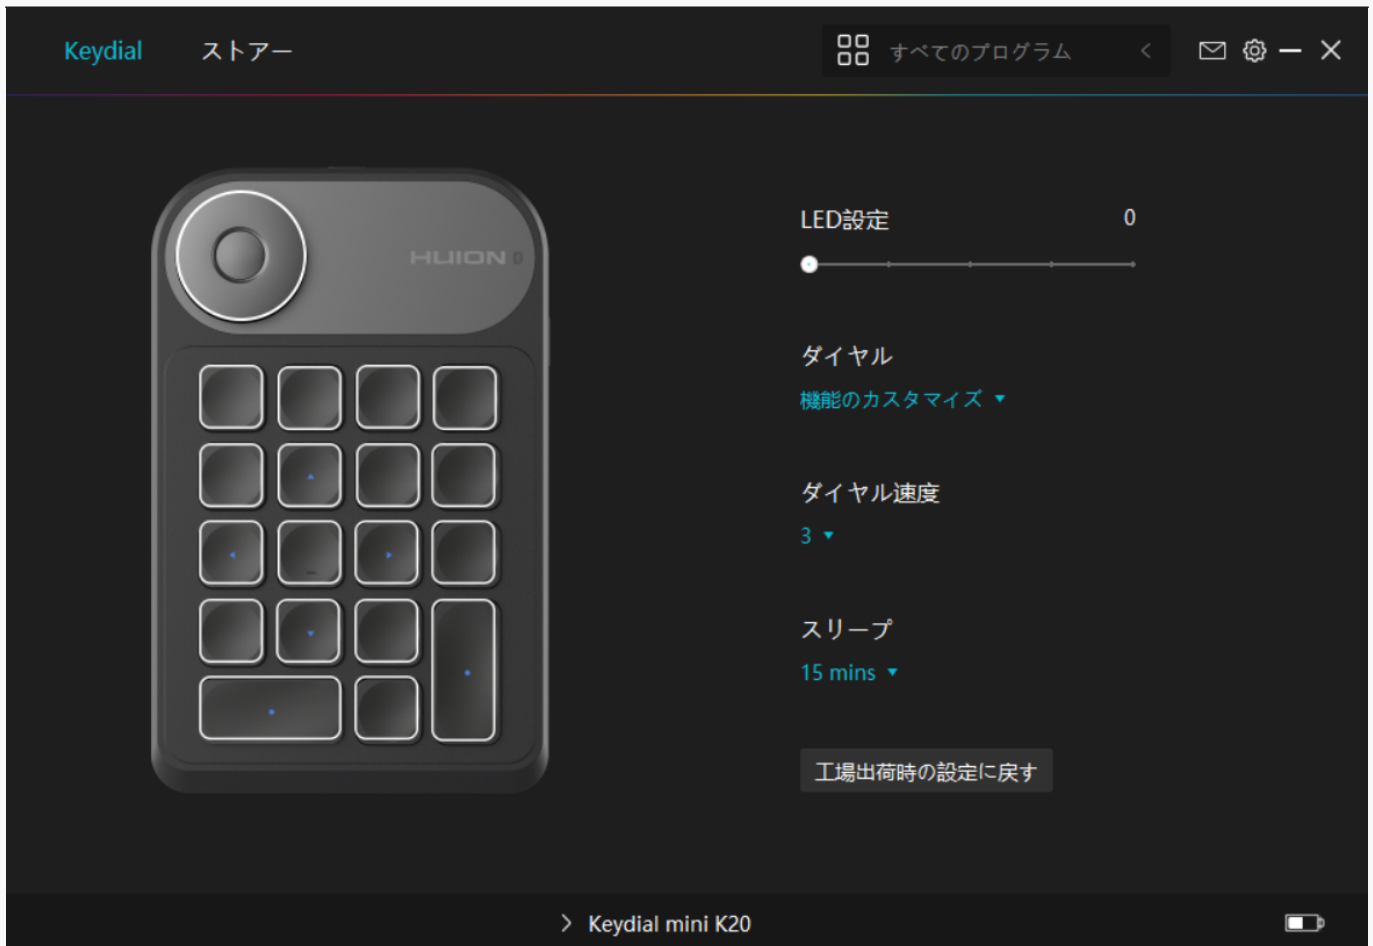 Keydial ストアー すべてのプログラム
HUION
LED設定 0
ダイヤル
機能のカスタマイズ
ダイヤル速度
3
スリープ
15 mins
工場出荷時の設定に戻す
Keydial mini K20